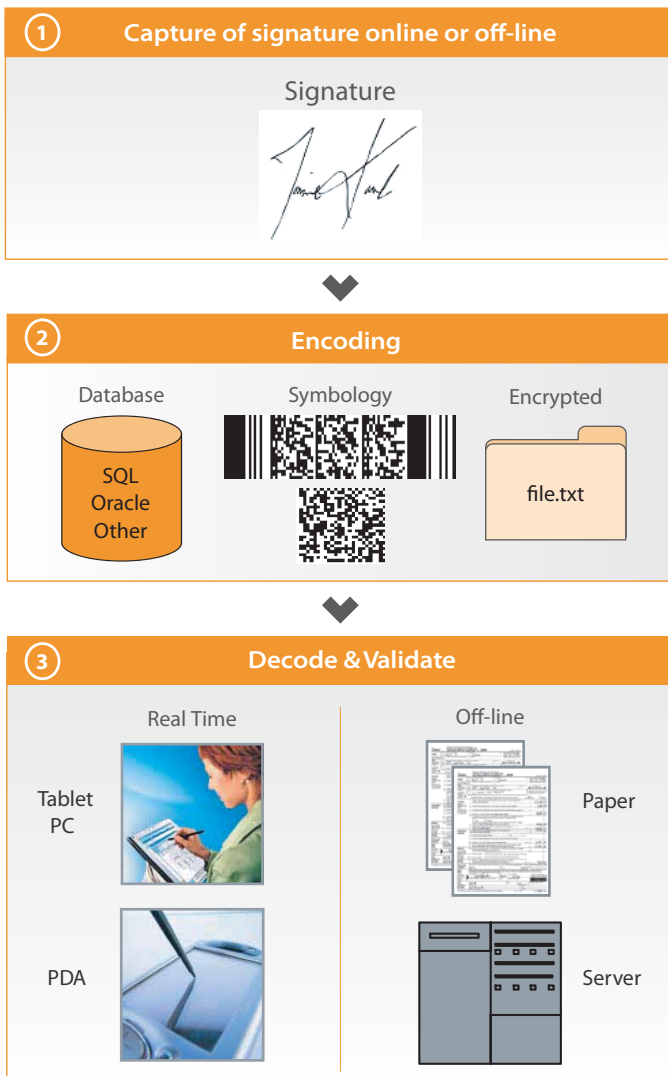 1 Capture of signature online or off-line
Signature
2 Encoding
Database
Symbology
Encrypted
SQL
Oracle
Other
file.txt
3 Decode & Validate
Real Time
Off-line
Tablet
PC
Paper
PDA
Server